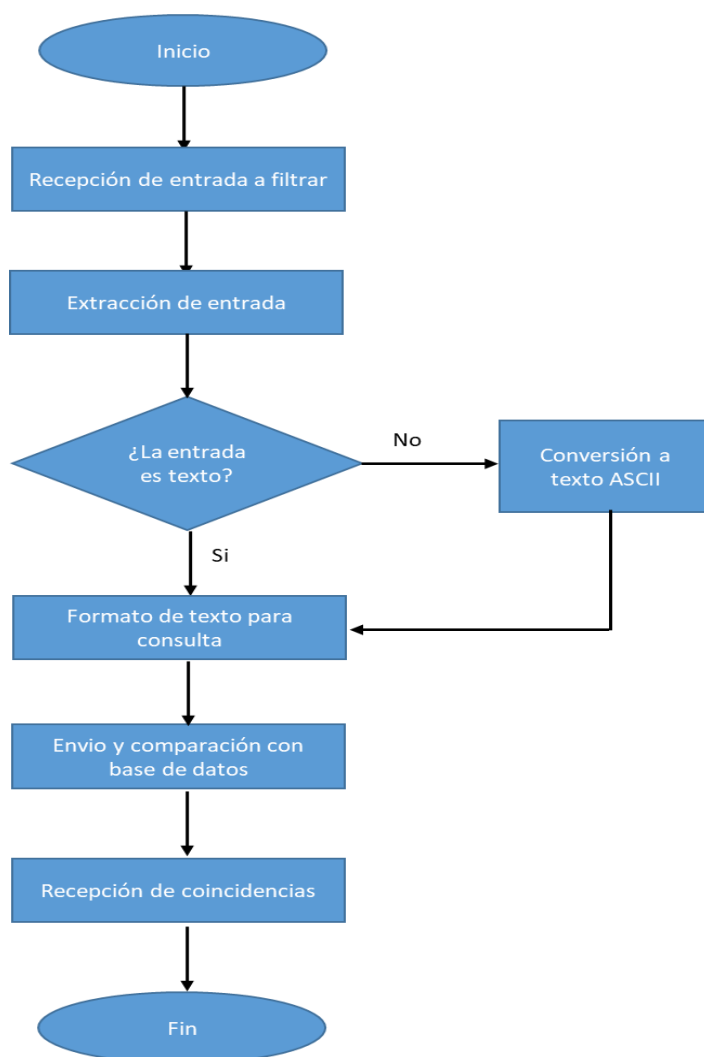 Inicio
Recepción de entrada a filtrar
Extracción de entrada
¿La entrada
es texto?
No
Conversión a
texto ASCII
Si
Formato de texto para
consulta
Envio y comparación con
base de datos
Recepción de coincidencias
Fin